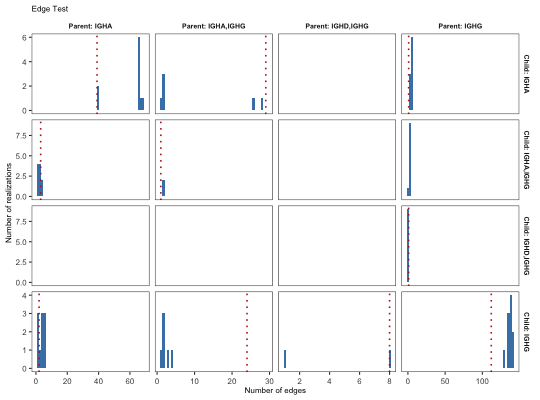 Edge Test
Parent: IGHA
Parent: IGHA,IGHG
Parent: IGHD,IGHG
Parent: IGHG
Number of realizations
6
4
2
0
Child: IGHA
7.5
5.0
2.5
0.0
Child: IGHA,IGHG
7.5
5.0
2.5
0.0
Child: IGHD,IGHG
4
3
2
1
0
Child: IGHG
0 20 40 60
0 10 20 30
0 2 4 6 8
0 50 100
Number of edges